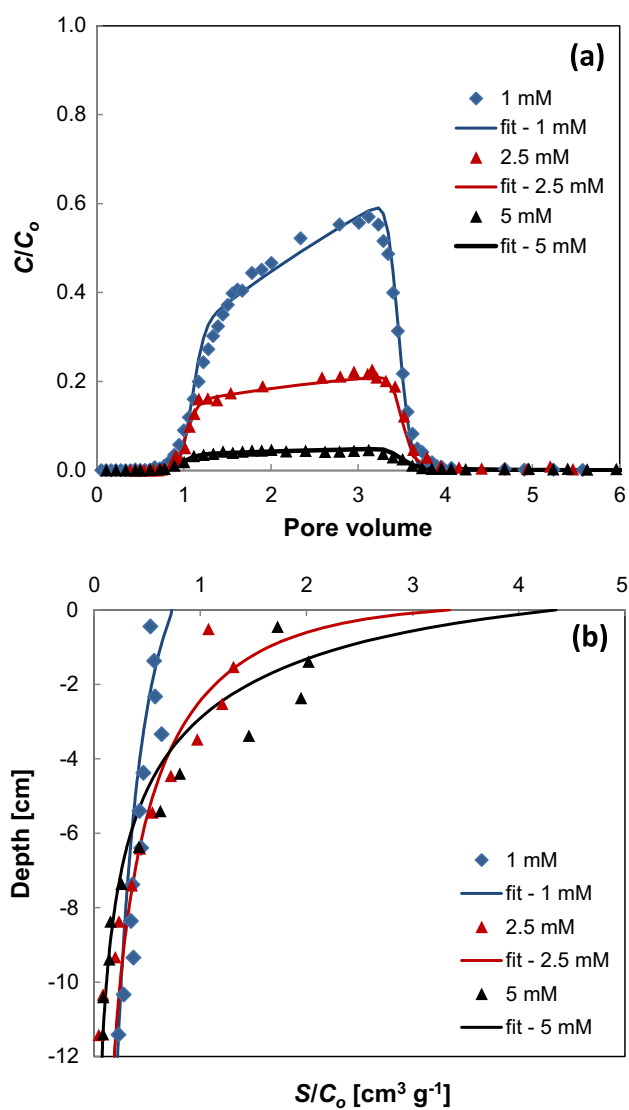 (a)
1.0
0.8
0.6
0.4
0.2
0.0
C/Co
1 mM
fit - 1 mM
2.5 mM
fit - 2.5 mM
5 mM
fit - 5 mM
0 1 2 3 4 5 6
Pore volume
0 1 2 3 4 5
(b)
0
-2
-4
-6
-8
-10
-12
Depth [cm]
1 mM
fit - 1 mM
2.5 mM
fit - 2.5 mM
5 mM
fit - 5 mM
S/Co [cm³ g⁻¹]